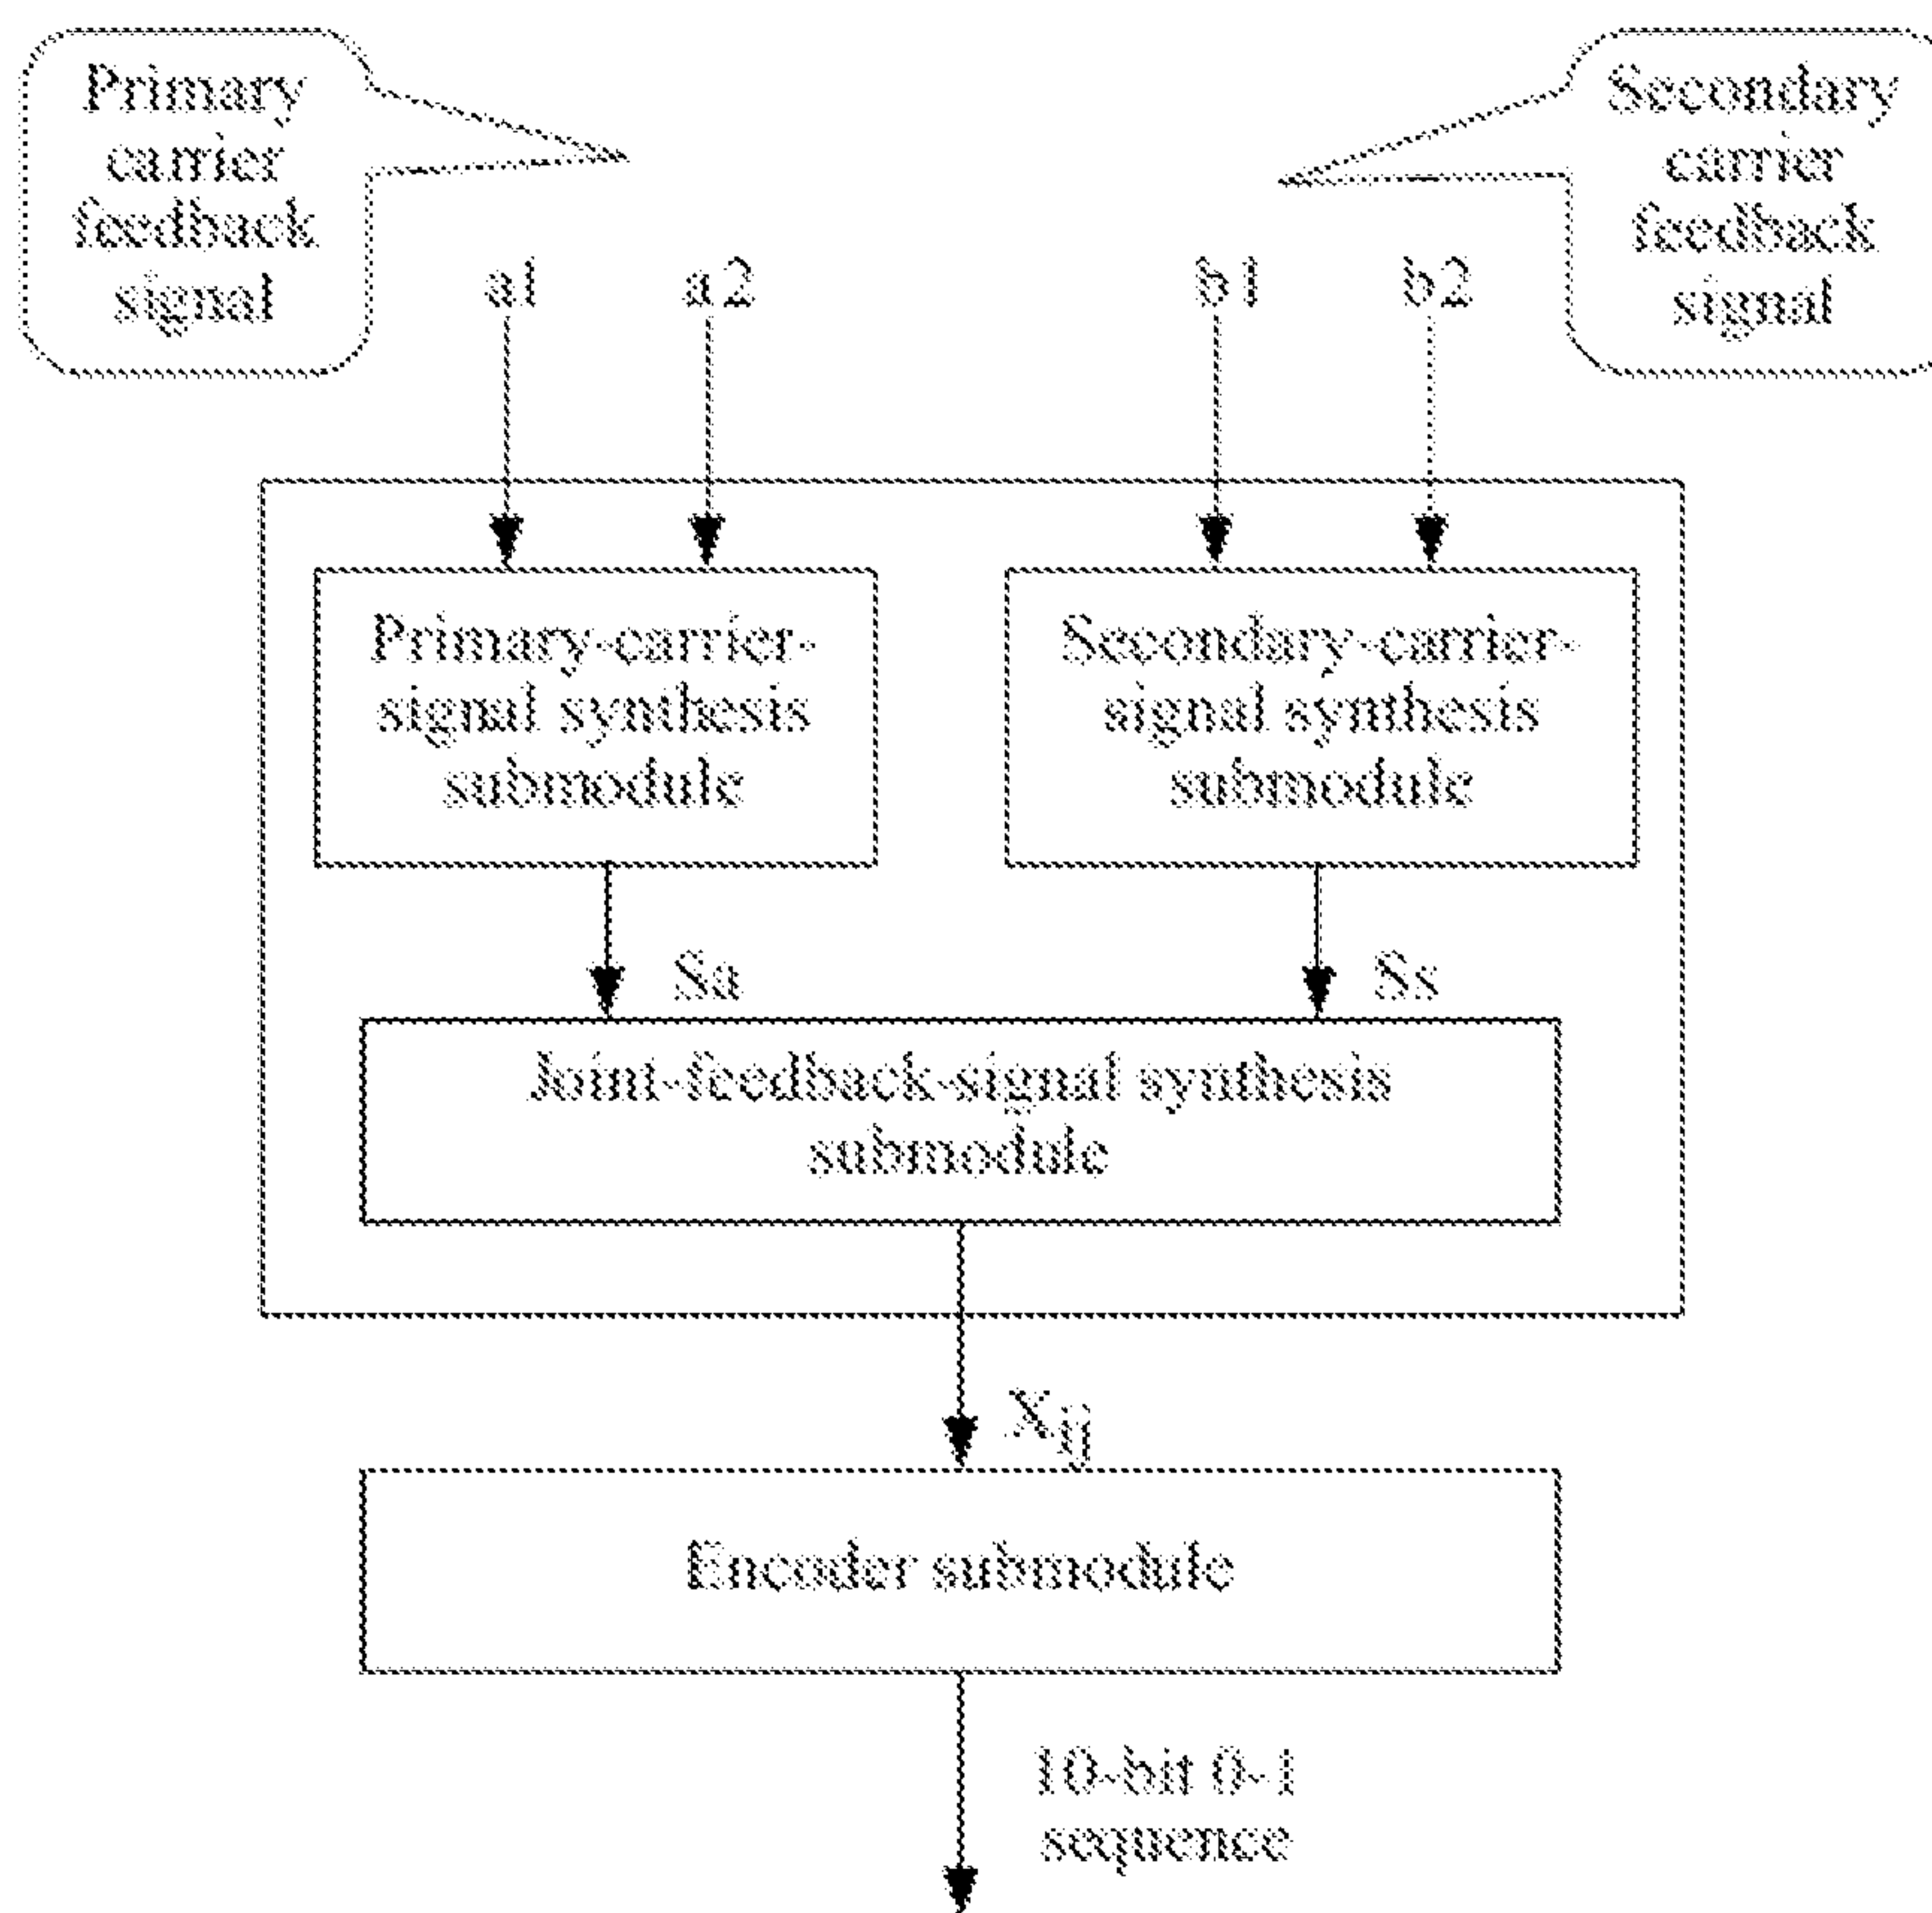 Primary
carrier
feedback
signal
Secondary
carrier
feedback
signal
a1
a2
b1
b2
Primary-carrier-
signal synthesis
submodule
Secondary-carrier-
signal synthesis
submodule
Sa
Ss
Joint-feedback-signal synthesis
submodule
Xij
Encoder submodule
10-bit 0-1
sequence